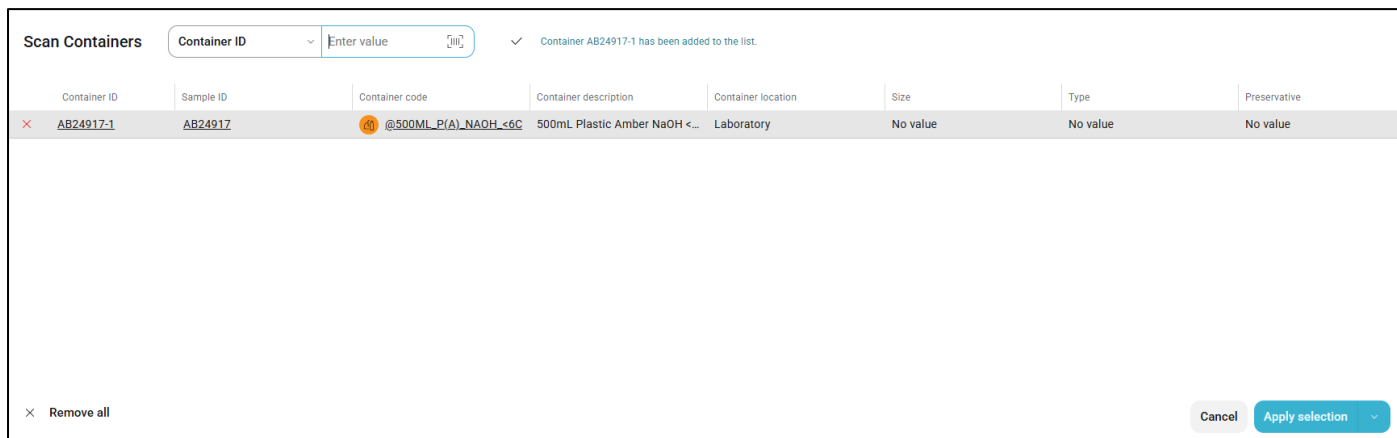 Scan Containers Container ID Enter value Container AB24917-1 has been added to the list.
Container ID Sample ID Container code Container description Container location Size Type Preservative
AB24917-1 AB24917 @500ML_P(A)_NAOH_<6C 500mL Plastic Amber NaOH <... Laboratory No value No value No value
Remove all Cancel Apply selection